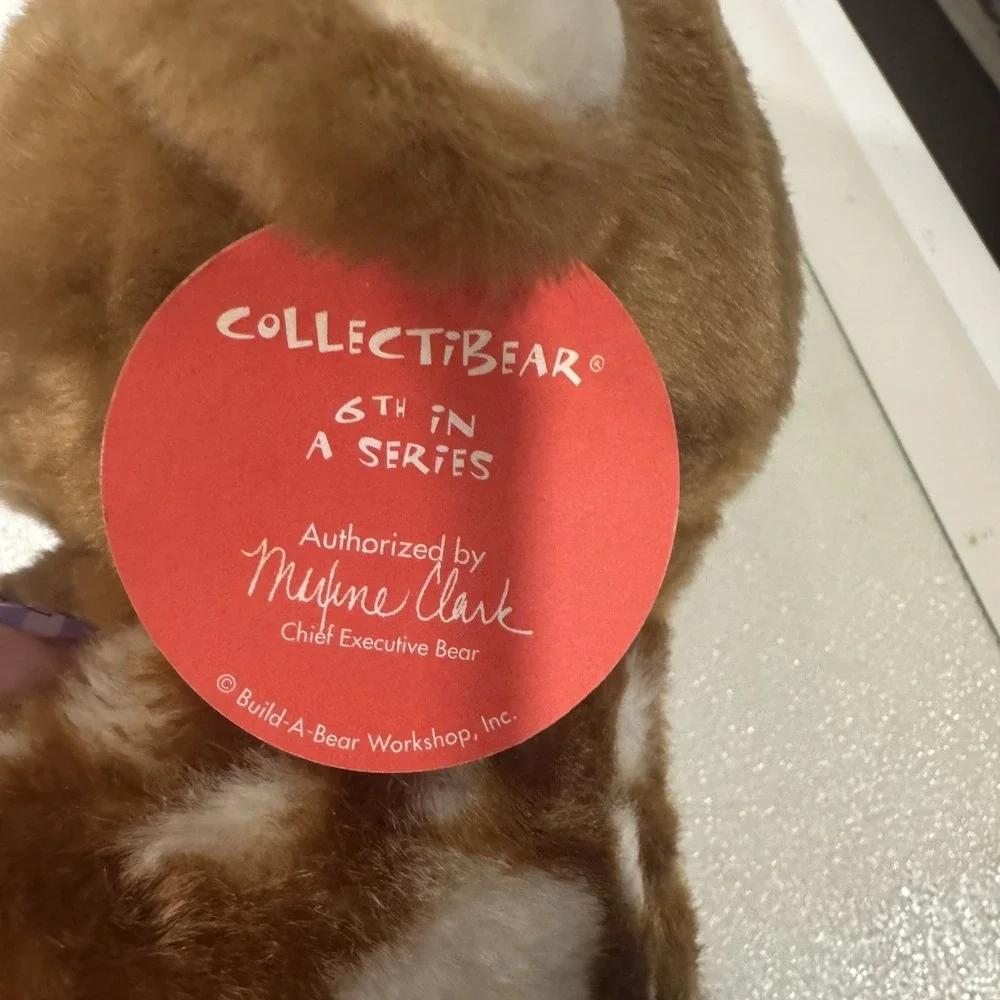 COLLECTiBEAR®
6TH iN
A SERiES
Authorized by
Maxine Clark
Chief Executive Bear
© Build-A-Bear Workshop, Inc.